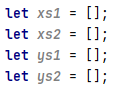 let xs1 = [];
let xs2 = [];
let ys1 = [];
let ys2 = [];